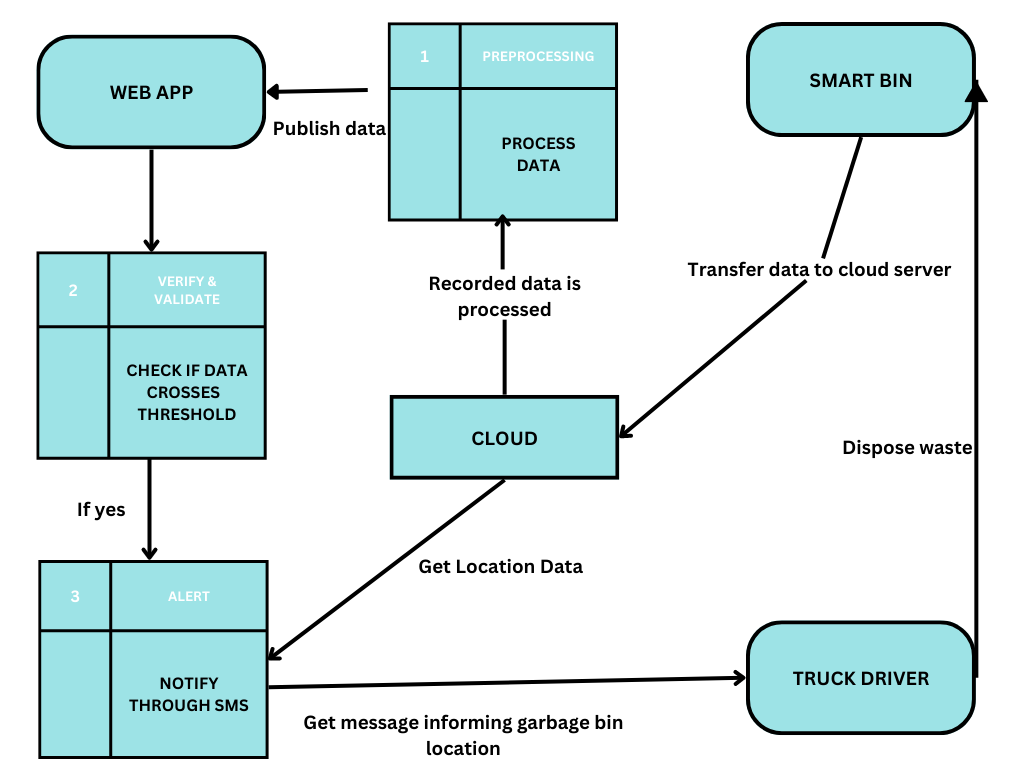 WEB APP
1
PREPROCESSING
PROCESS
DATA
SMART BIN
Publish data
2
VERIFY &
VALIDATE
CHECK IF DATA
CROSSES
THRESHOLD
Recorded data is
processed
Transfer data to cloud server
CLOUD
Dispose waste
If yes
Get Location Data
3
ALERT
NOTIFY
THROUGH SMS
TRUCK DRIVER
Get message informing garbage bin
location